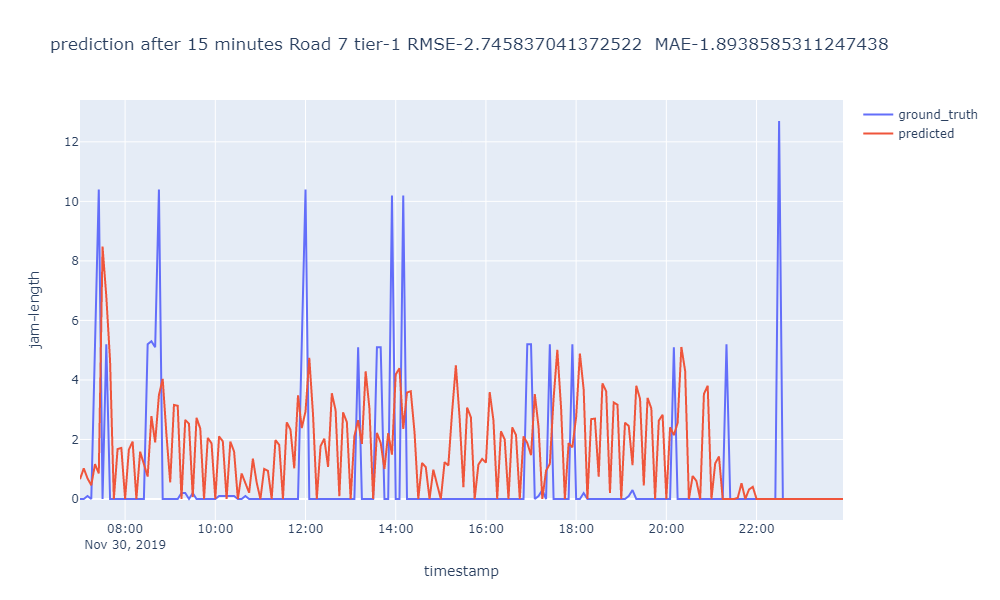 prediction after 15 minutes Road 7 tier-1 RMSE-2.745837041372522  MAE-1.8938585311247438
ground_truth
predicted
12
10
8
6
4
2
0
jam-length
08:00 10:00 12:00 14:00 16:00 18:00 20:00 22:00
Nov 30, 2019
timestamp